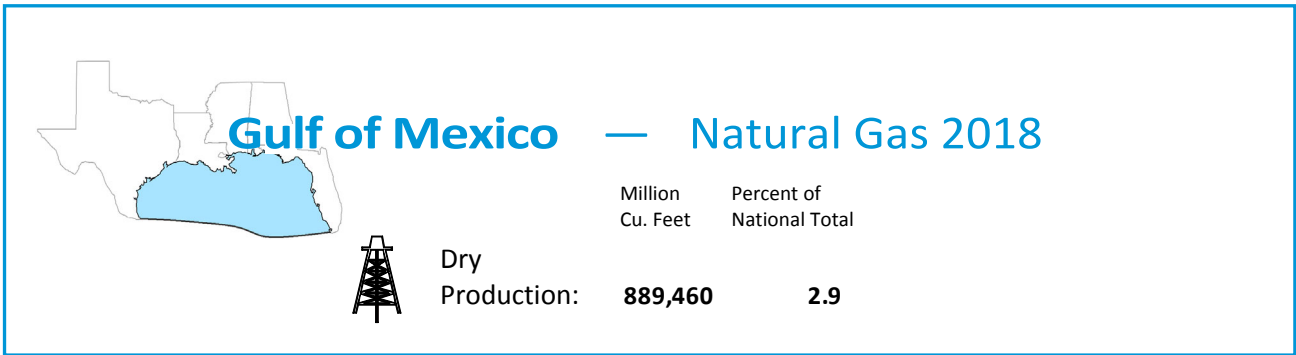 Gulf of Mexico — Natural Gas 2018
Million Percent of
Cu. Feet National Total
Dry
Production: 889,460 2.9